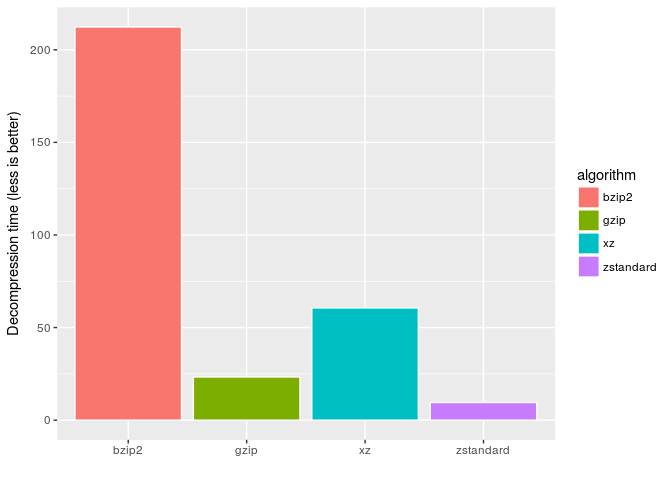 Decompression time (less is better)
200
150
100
50
0
bzip2
gzip
xz
zstandard
algorithm
bzip2
gzip
xz
zstandard